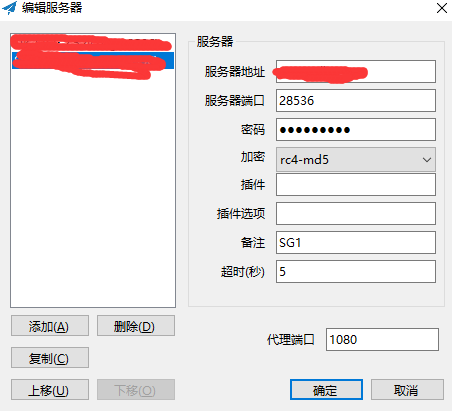 编辑服务器
服务器
服务器地址
服务器端口 28536
密码 ●●●●●●●●●
加密 rc4-md5
插件
插件选项
备注 SG1
超时(秒) 5
添加(A) 删除(D)
复制(C)
代理端口 1080
上移(U) 下移(O) 确定 取消